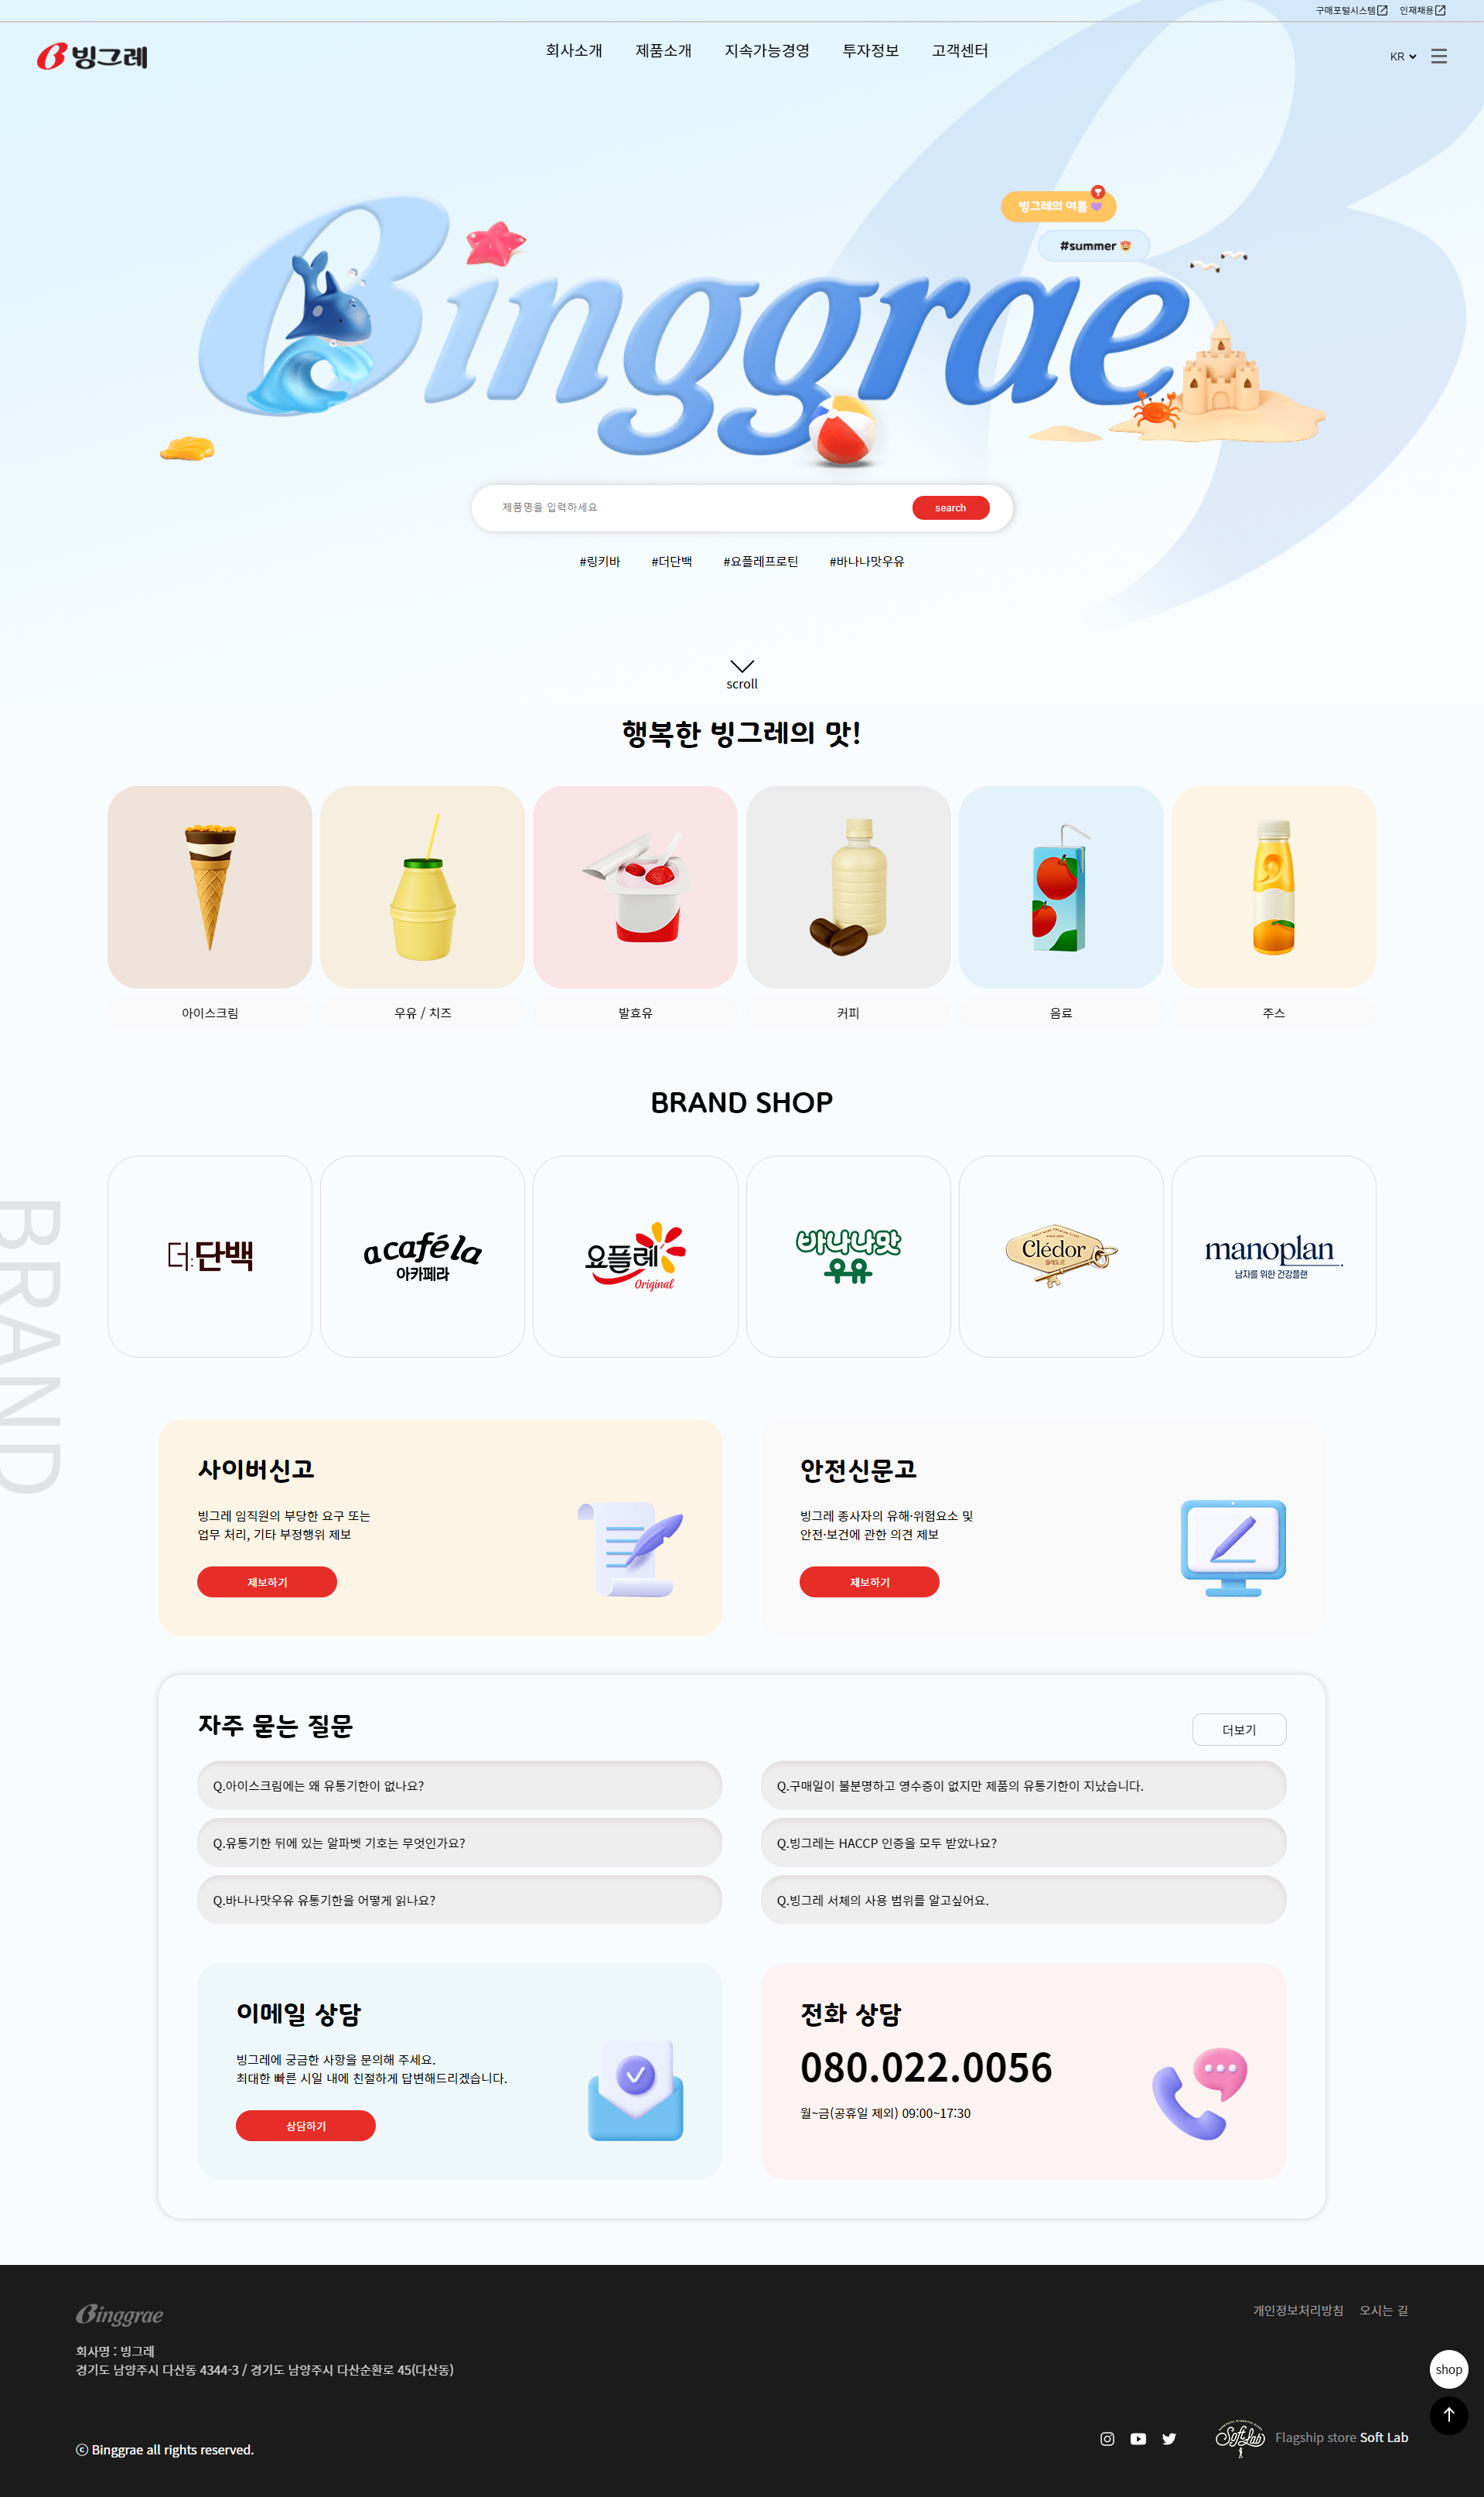 구매포털시스템 인재채용
빙그레
회사소개 제품소개 지속가능경영 투자정보 고객센터
KR
빙그레의 여름
#summer
Binggrae
제품명을 입력하세요
search
#링키바 #더단백 #요플레프로틴 #바나나맛우유
scroll
행복한 빙그레의 맛!
아이스크림 우유 / 치즈 발효유 커피 음료 주스
BRAND SHOP
BRAND
더:단백
acaféla
아카페라
요플레
Original
바나나맛
우유
Clédor
끌레도르
manoplan
남자를 위한 건강플랜
사이버신고
빙그레 임직원의 부당한 요구 또는
업무 처리, 기타 부정행위 제보
제보하기
안전신문고
빙그레 종사자의 유해·위험요소 및
안전·보건에 관한 의견 제보
제보하기
자주 묻는 질문
더보기
Q.아이스크림에는 왜 유통기한이 없나요?
Q.구매일이 불분명하고 영수증이 없지만 제품의 유통기한이 지났습니다.
Q.유통기한 뒤에 있는 알파벳 기호는 무엇인가요?
Q.빙그레는 HACCP 인증을 모두 받았나요?
Q.바나나맛우유 유통기한을 어떻게 읽나요?
Q.빙그레 서체의 사용 범위를 알고싶어요.
이메일 상담
빙그레에 궁금한 사항을 문의해 주세요.
최대한 빠른 시일 내에 친절하게 답변해드리겠습니다.
상담하기
전화 상담
080.022.0056
월~금(공휴일 제외) 09:00~17:30
Binggrae
개인정보처리방침 오시는 길
회사명 : 빙그레
경기도 남양주시 다산동 4344-3 / 경기도 남양주시 다산순환로 45(다산동)
shop
Soft Lab
Flagship store Soft Lab
ⓒ Binggrae all rights reserved.